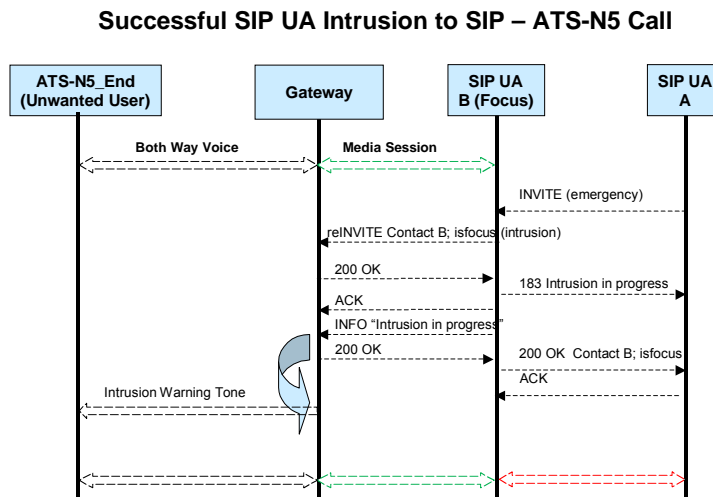 Successful SIP UA Intrusion to SIP – ATS-N5 Call
ATS-N5_End
(Unwanted User)
Gateway
SIP UA
B (Focus)
SIP UA
A
Both Way Voice
Media Session
INVITE (emergency)
reINVITE Contact B; isfocus (intrusion)
200 OK
183 Intrusion in progress
ACK
INFO “Intrusion in progress”
200 OK
200 OK  Contact B; isfocus
ACK
Intrusion Warning Tone